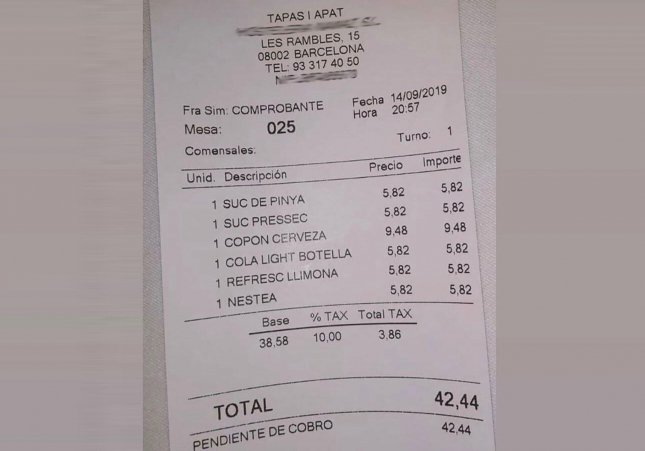 TAPAS I APAT
LES RAMBLES, 15
08002 BARCELONA
TEL: 93 317 40 50
Fra Sim: COMPROBANTE Fecha 14/09/2019
Mesa: 025 Hora 20:57
Comensales: Turno: 1
Unid. Descripción Precio Importe
1 SUC DE PINYA 5,82 5,82
1 SUC PRESSEC 5,82 5,82
1 COPON CERVEZA 9,48 9,48
1 COLA LIGHT BOTELLA 5,82 5,82
1 REFRESC LLIMONA 5,82 5,82
1 NESTEA 5,82 5,82
Base % TAX Total TAX
38,58 10,00 3,86
TOTAL 42,44
PENDIENTE DE COBRO 42,44